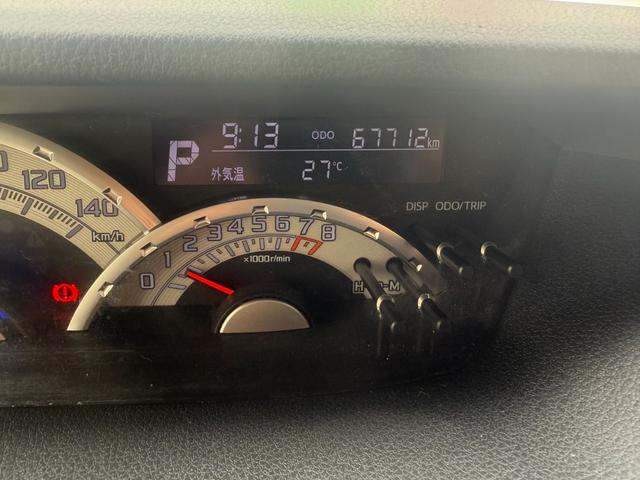 9:13 ODO 67712km
P
外気温 27℃
DISP ODO/TRIP
120
140
km/h
0 1 2 3 4 5 6 7 8
×1000r/min
H
M